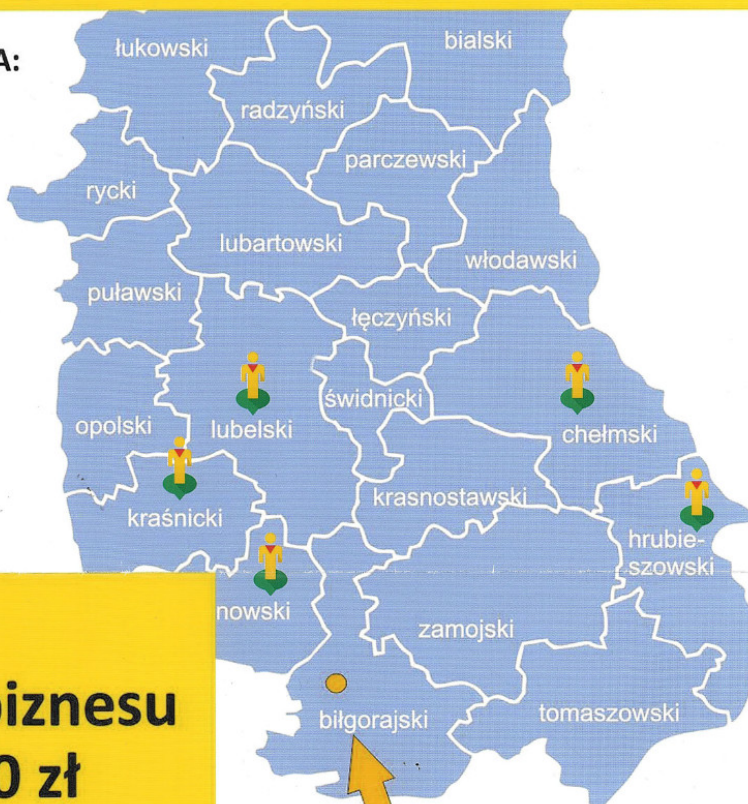 A:
łukowski
bialski
radzyński
parczewski
rycki
lubartowski
włodawski
puławski
łęczyński
świdnicki
opolski
lubelski
chełmski
krasnostawski
kraśnicki
hrubie-
szowski
nowski
zamojski
biłgorajski
tomaszowski
biznesu
0 zł